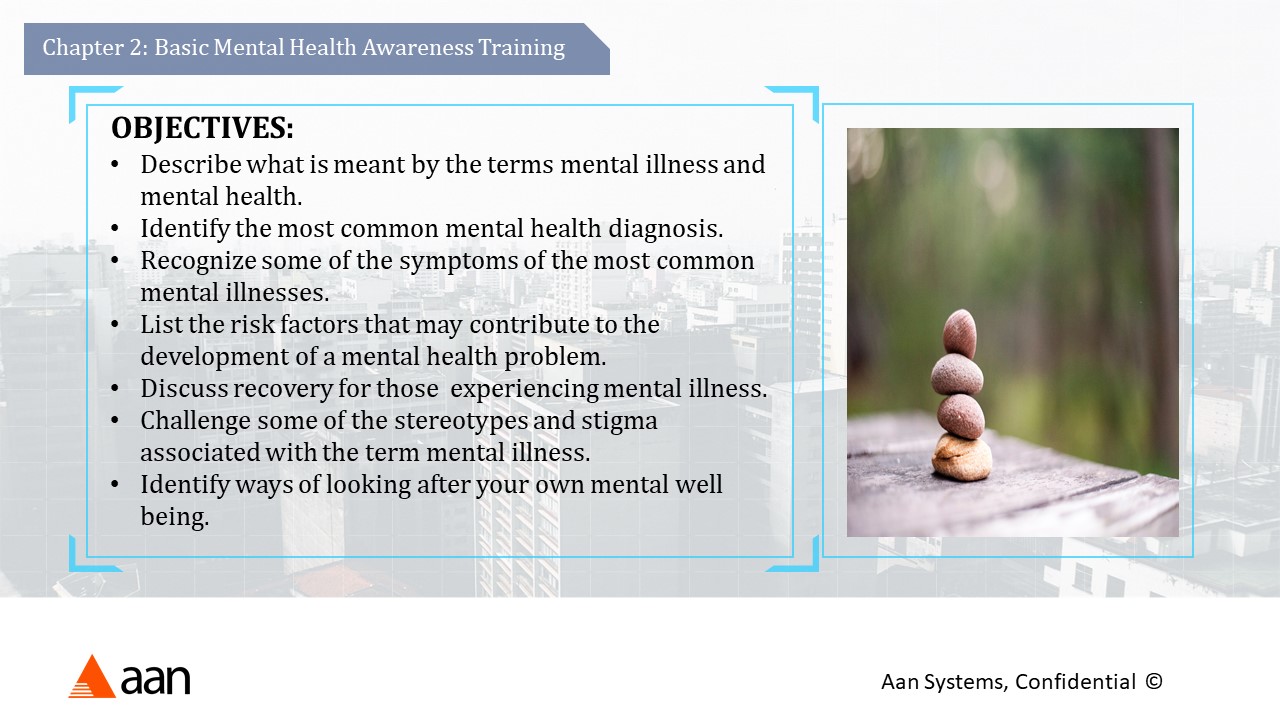 Chapter 2: Basic Mental Health Awareness Training
OBJECTIVES:
• Describe what is meant by the terms mental illness and
mental health.
• Identify the most common mental health diagnosis.
• Recognize some of the symptoms of the most common
mental illnesses.
• List the risk factors that may contribute to the
development of a mental health problem.
• Discuss recovery for those  experiencing mental illness.
• Challenge some of the stereotypes and stigma
associated with the term mental illness.
• Identify ways of looking after your own mental well
being.
aan
Aan Systems, Confidential ©